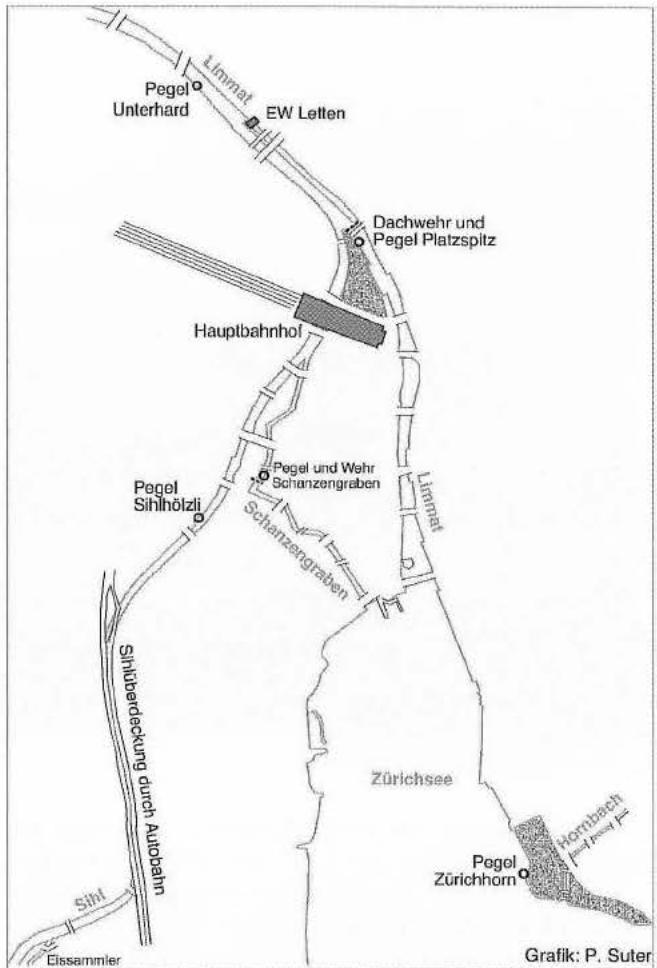 Limmat
Pegel
Unterhard
EW Letten
Dachwehr und
Pegel Platzspitz
Hauptbahnhof
Pegel und Wehr
Schanzengraben
Pegel
Sihlhölzli
Schanzengraben
Limmat
Sihlüberdeckung durch Autobahn
Zürichsee
Hornbach
Pegel
Zürichhorn
Sihl
Eissammler
Grafik: P. Suter